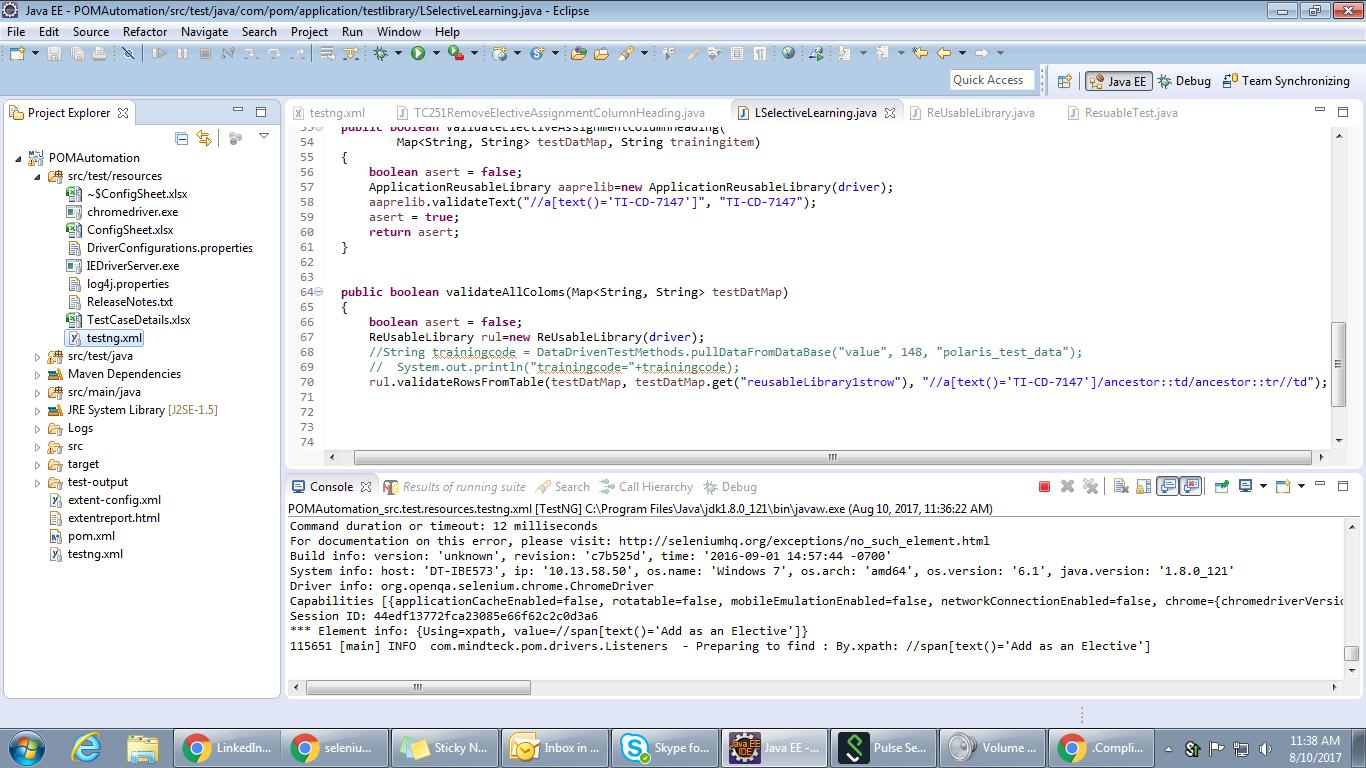 Java EE - POMAutomation/src/test/java/com/pom/application/testlibrary/LSelectiveLearning.java - Eclipse
File Edit Source Refactor Navigate Search Project Run Window Help
Quick Access
Java EE
Debug
Team Synchronizing
Project Explorer
POMAutomation
src/test/resources
~$ConfigSheet.xlsx
chromedriver.exe
ConfigSheet.xlsx
DriverConfigurations.properties
IEDriverServer.exe
log4j.properties
ReleaseNotes.txt
TestCaseDetails.xlsx
testng.xml
src/test/java
Maven Dependencies
src/main/java
JRE System Library [J2SE-1.5]
Logs
src
target
test-output
extent-config.xml
extentreport.html
pom.xml
testng.xml
testng.xml TC251RemoveElectiveAssignmentColumnHeading.java LSelectiveLearning.java ReUsableLibrary.java ResuableTest.java
53 public boolean validateElectiveAssignmentColumnHeading(
54 Map<String, String> testDatMap, String trainingitem)
55 {
56 boolean asert = false;
57 ApplicationReusableLibrary aaprelib=new ApplicationReusableLibrary(driver);
58 aaprelib.validateText("//a[text()='TI-CD-7147']", "TI-CD-7147");
59 asert = true;
60 return asert;
61 }
62
63
64 public boolean validateAllColoms(Map<String, String> testDatMap)
65 {
66 boolean asert = false;
67 ReUsableLibrary rul=new ReUsableLibrary(driver);
68 //String trainingcode = DataDrivenTestMethods.pullDataFromDataBase("value", 148, "polaris_test_data");
69 // System.out.println("trainingcode="+trainingcode);
70 rul.validateRowsFromTable(testDatMap, testDatMap.get("reusableLibrary1strow"), "//a[text()='TI-CD-7147']/ancestor::td/ancestor::tr//td");
71
72
73
74
Console Results of running suite Search Call Hierarchy Debug
POMAutomation_src.test.resources.testng.xml [TestNG] C:\Program Files\Java\jdk1.8.0_121\bin\javaw.exe (Aug 10, 2017, 11:36:22 AM)
Command duration or timeout: 12 milliseconds
For documentation on this error, please visit: http://seleniumhq.org/exceptions/no_such_element.html
Build info: version: 'unknown', revision: 'c7b525d', time: '2016-09-01 14:57:44 -0700'
System info: host: 'DT-IBE573', ip: '10.13.58.50', os.name: 'Windows 7', os.arch: 'amd64', os.version: '6.1', java.version: '1.8.0_121'
Driver info: org.openqa.selenium.chrome.ChromeDriver
Capabilities [{applicationCacheEnabled=false, rotatable=false, mobileEmulationEnabled=false, networkConnectionEnabled=false, chrome={chromedriverVersio
Session ID: 44edf13772fca23085e66f62c2c0d3a6
*** Element info: {Using=xpath, value=//span[text()='Add as an Elective']}
115651 [main] INFO com.mindteck.pom.drivers.Listeners - Preparing to find : By.xpath: //span[text()='Add as an Elective']
LinkedIn... seleniu... Sticky N... Inbox in ... Skype fo... Java EE -... Pulse Se... Volume ... .Compli...
11:38 AM
8/10/2017